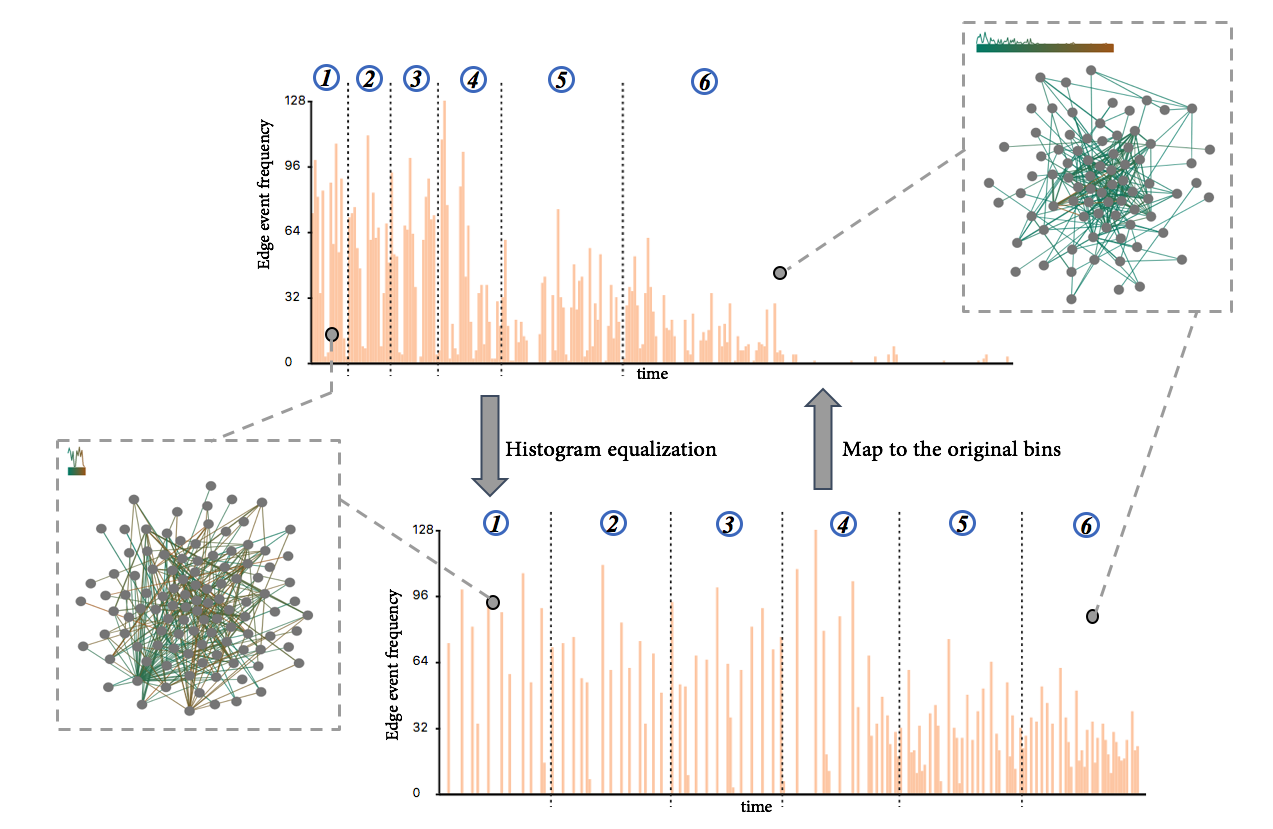 1 2 3 4 5 6
128
96
64
32
0
Edge event frequency
time
Histogram equalization
Map to the original bins
1 2 3 4 5 6
128
96
64
32
0
Edge event frequency
time